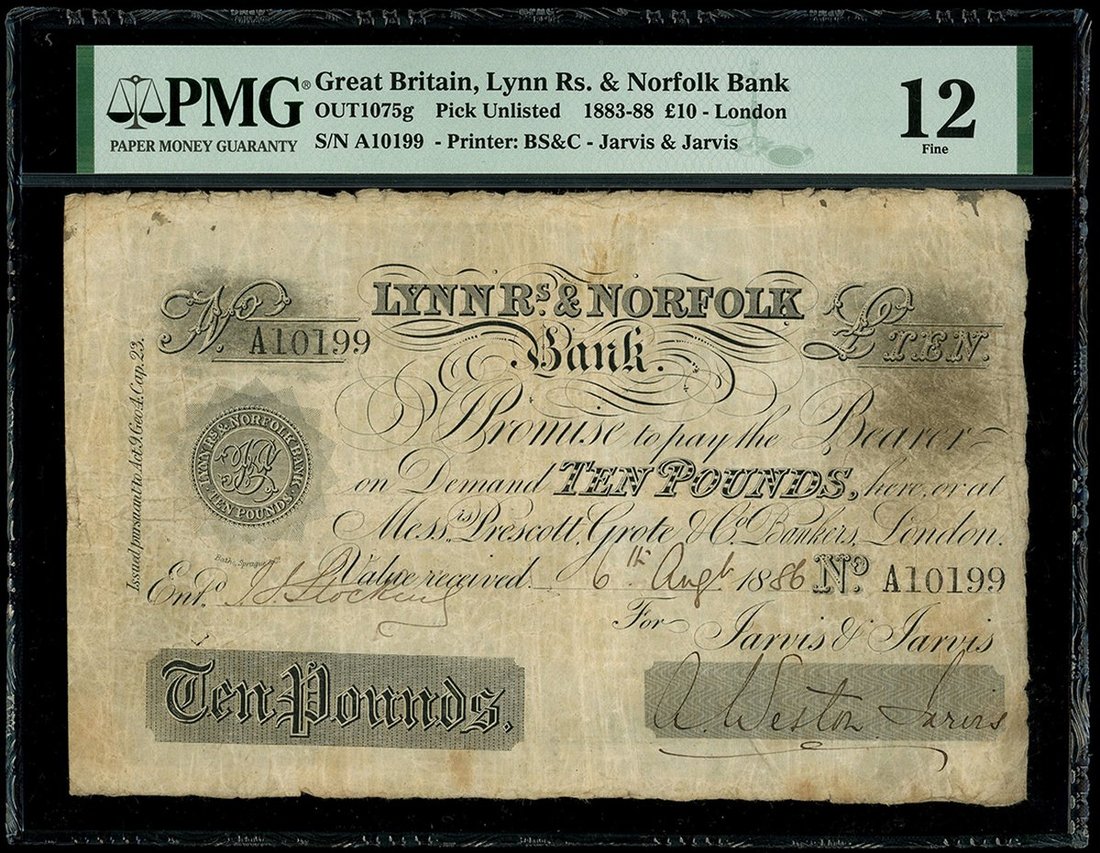 PMG®
PAPER MONEY GUARANTY
Great Britain, Lynn Rs. & Norfolk Bank
OUT1075g Pick Unlisted 1883-88 £10 - London
S/N A10199 - Printer: BS&C - Jarvis & Jarvis
12
Fine
No. A10199
LYNN Rs. & NORFOLK
Bank.
£TEN.
Issued pursuant to Act 9 Geo. 4. Cap. 23.
LYNN RS & NORFOLK BANK
TEN POUNDS
I Promise to pay the Bearer
on Demand TEN POUNDS, here, or at
Messrs. Prescott, Grote & Co. Bankers, London.
Value received. 6th Augt 1886 No. A10199
Entd. Stocking
For Jarvis & Jarvis
Ten Pounds.
A. Weston Jarvis